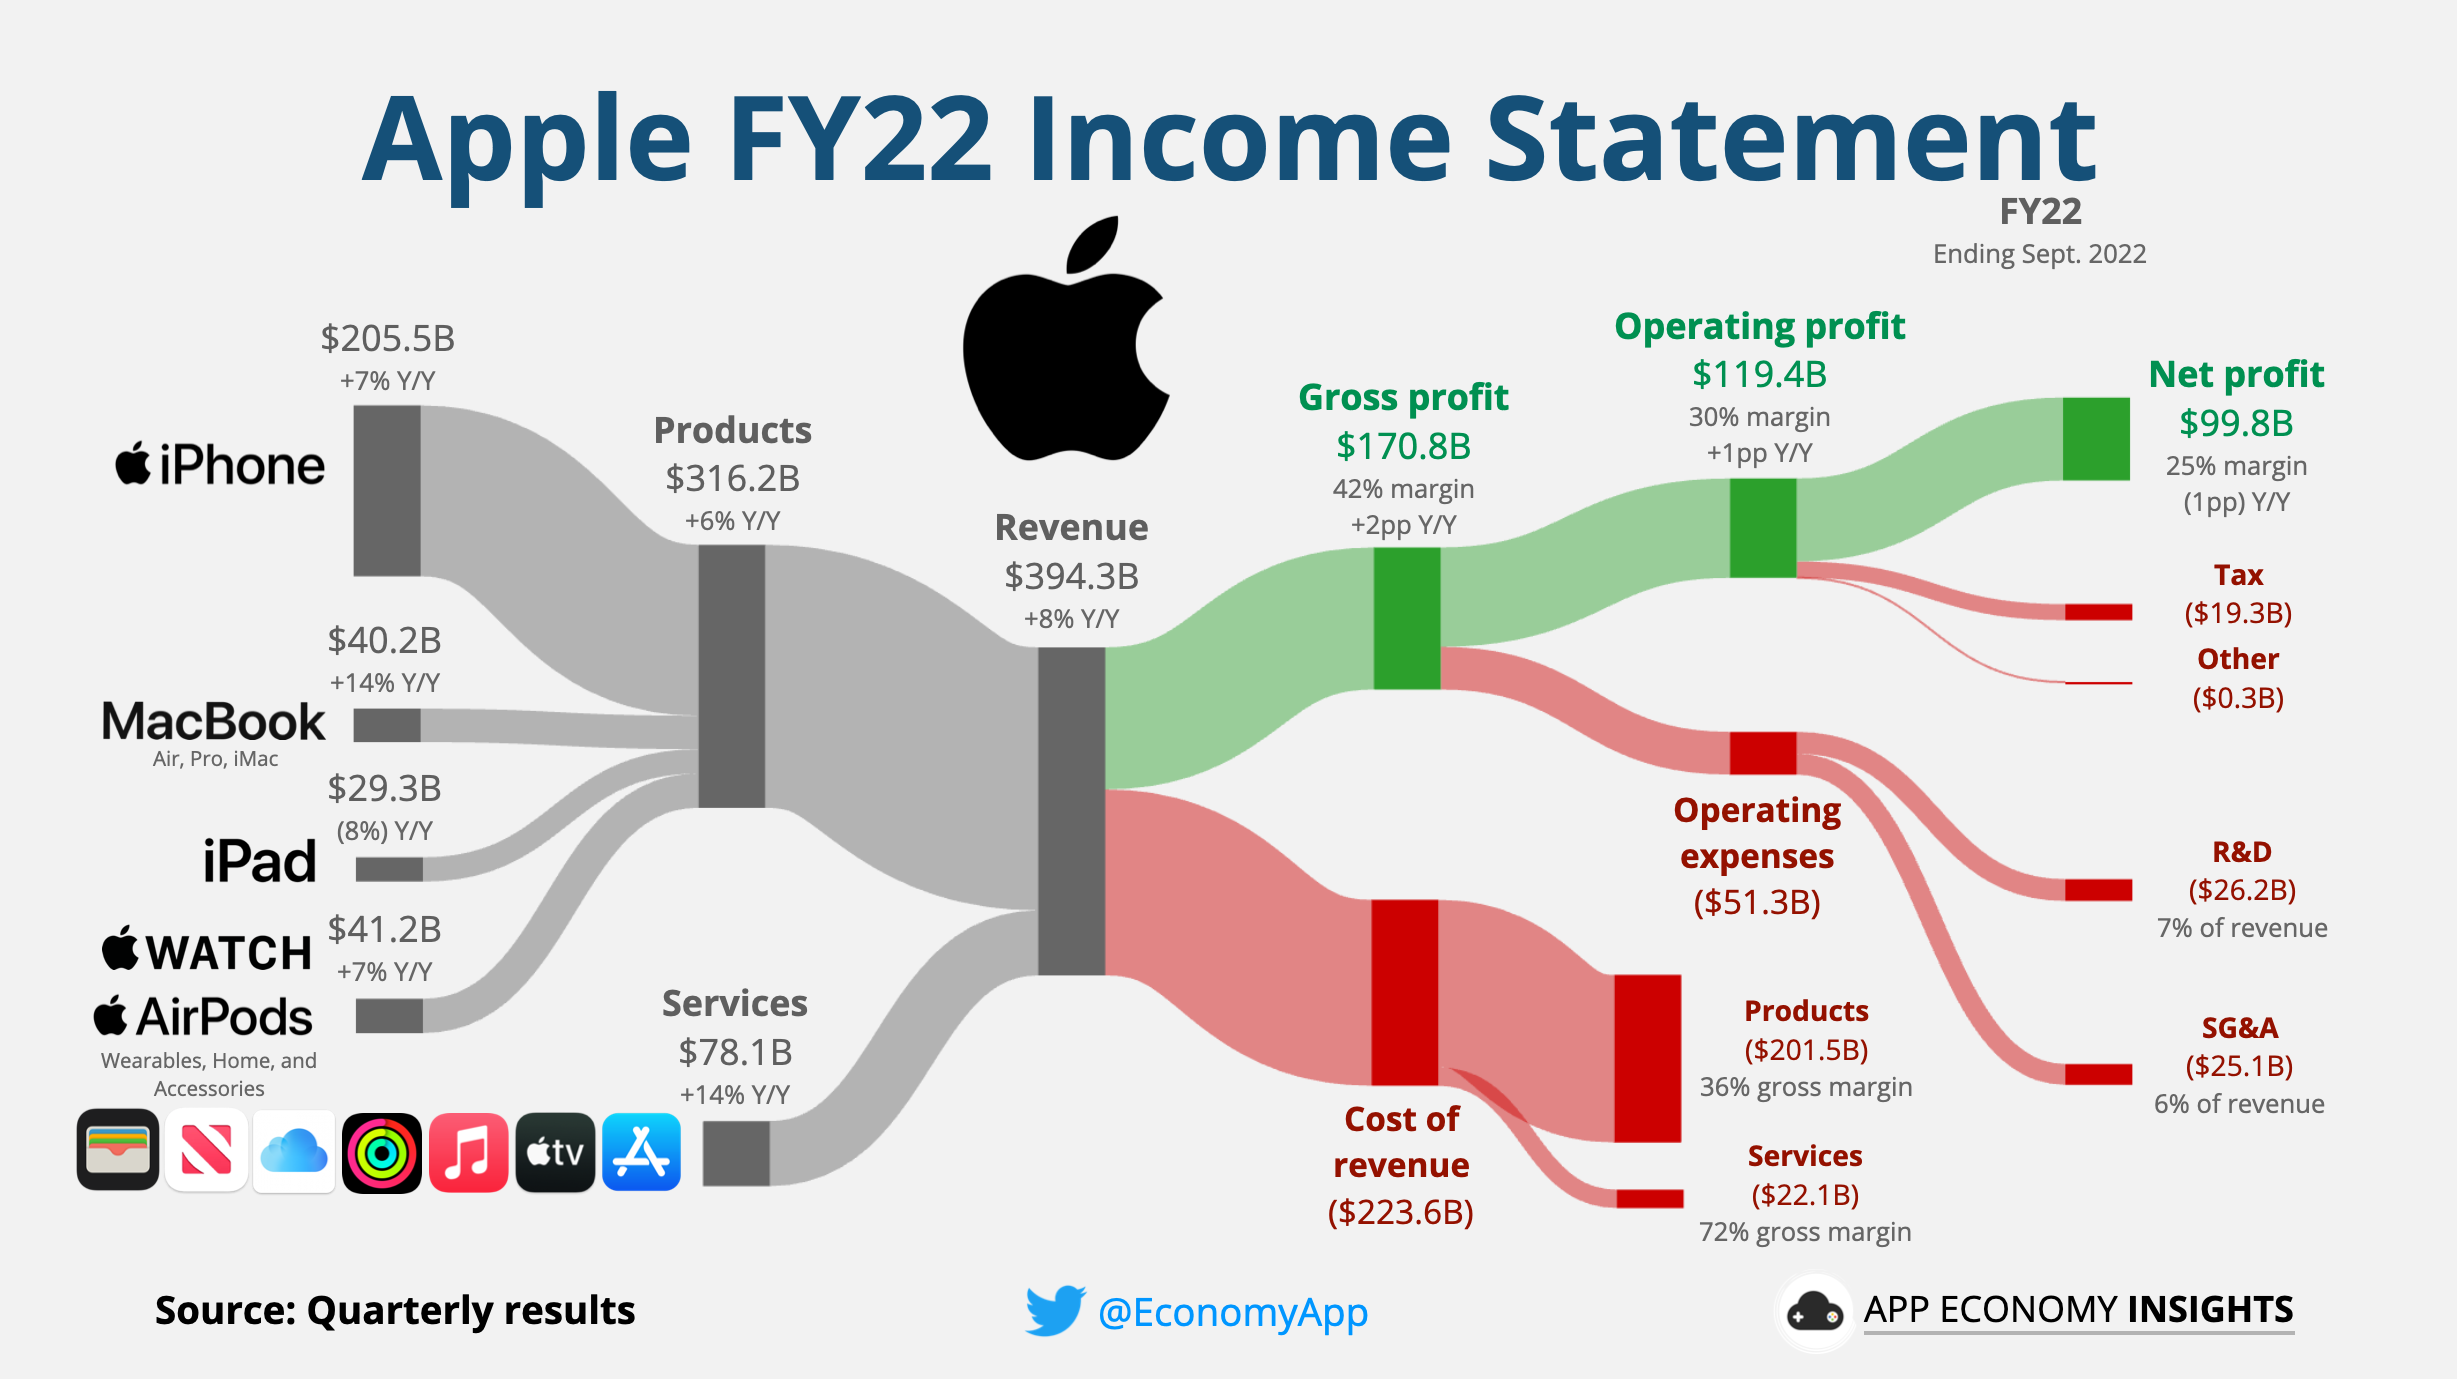 Apple FY22 Income Statement
FY22
Ending Sept. 2022
$205.5B
+7% Y/Y
iPhone
$40.2B
+14% Y/Y
MacBook
Air, Pro, iMac
$29.3B
(8%) Y/Y
iPad
$41.2B
+7% Y/Y
WATCH
AirPods
Wearables, Home, and
Accessories
tv
Products
$316.2B
+6% Y/Y
Services
$78.1B
+14% Y/Y
Revenue
$394.3B
+8% Y/Y
Gross profit
$170.8B
42% margin
+2pp Y/Y
Cost of
revenue
($223.6B)
Operating profit
$119.4B
30% margin
+1pp Y/Y
Operating
expenses
($51.3B)
Products
($201.5B)
36% gross margin
Services
($22.1B)
72% gross margin
Net profit
$99.8B
25% margin
(1pp) Y/Y
Tax
($19.3B)
Other
($0.3B)
R&D
($26.2B)
7% of revenue
SG&A
($25.1B)
6% of revenue
Source: Quarterly results
@EconomyApp
APP ECONOMY INSIGHTS